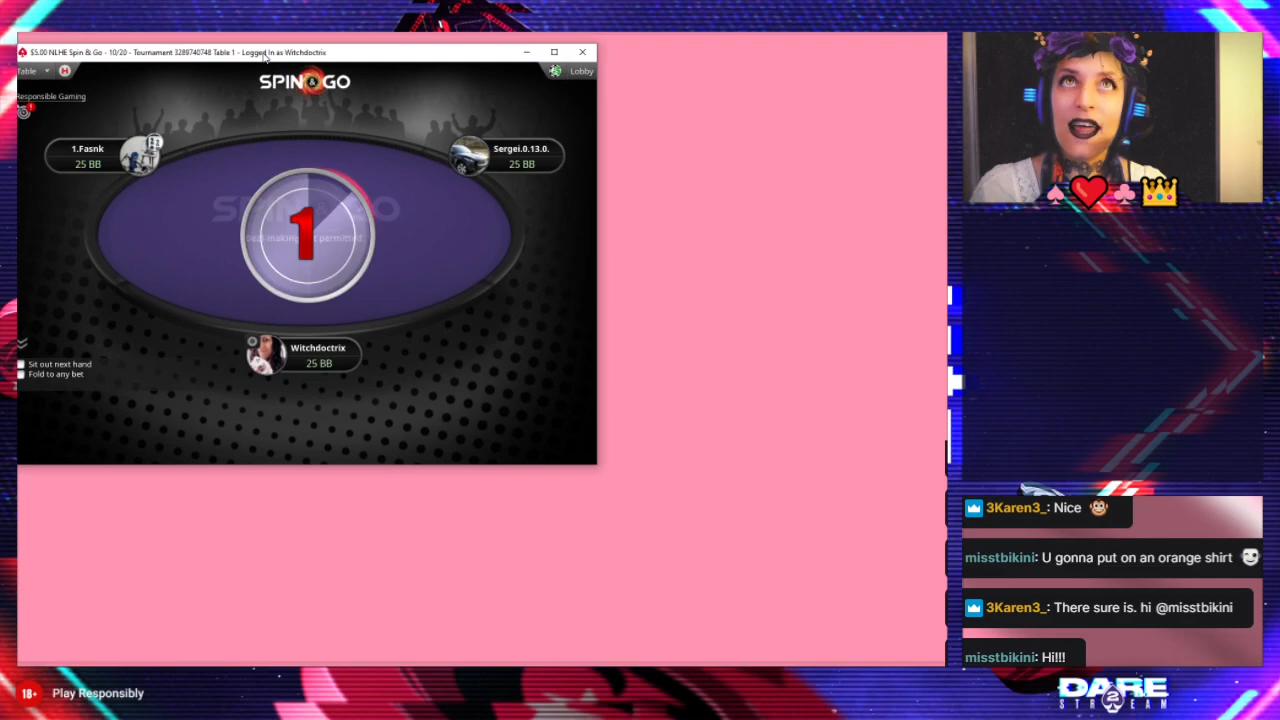 $5.00 NLHE Spin & Go - 10/20 - Tournament 3289740748 Table 1 - Logged In as Witchdoctrix
Table
H
Lobby
SPIN & GO
Responsible Gaming
1.Fasnk
25 BB
Sergei.0.13.0.
25 BB
1
Witchdoctrix
25 BB
Sit out next hand
Fold to any bet
3Karen3_: Nice
misstbikini: U gonna put on an orange shirt
3Karen3_: There sure is. hi @misstbikini
misstbikini: Hi!!!
18+ Play Responsibly
DARE
2
STREAM